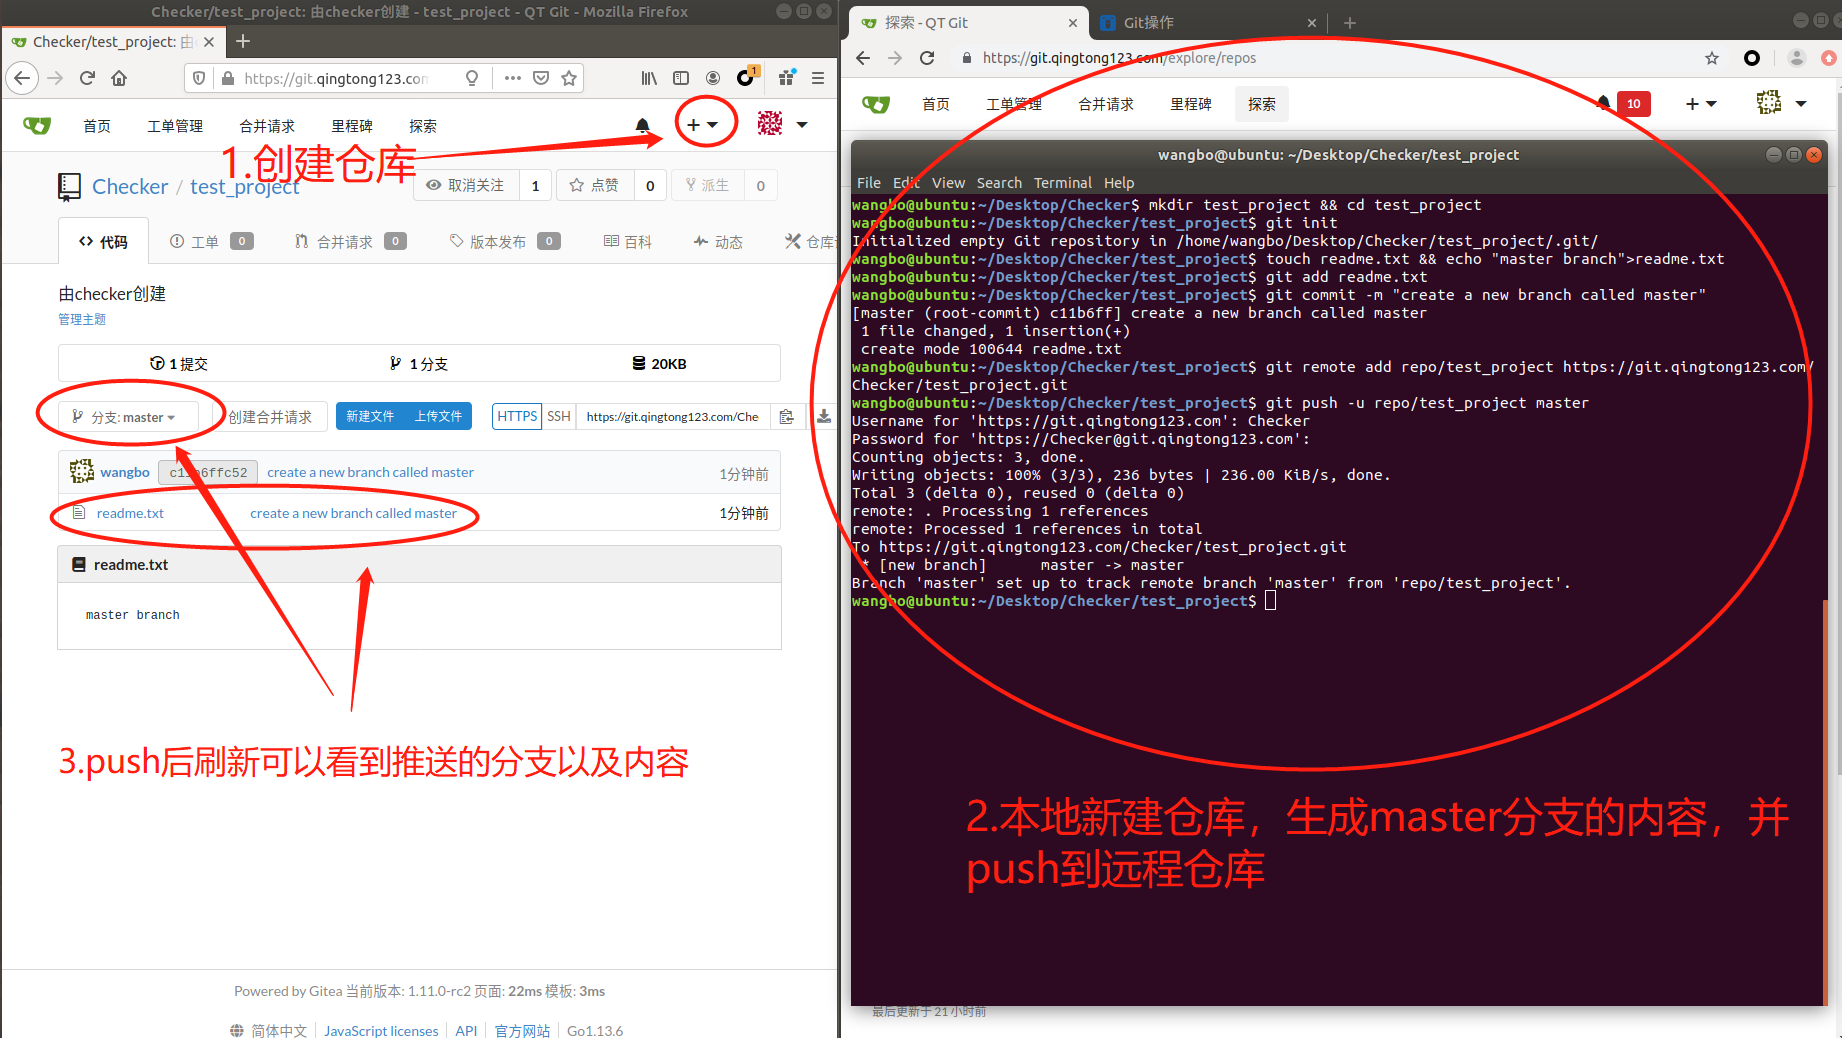 Checker/test_project: 由checker创建 - test_project - QT Git - Mozilla Firefox
Checker/test_project: 由
https://git.qingtong123.com
1
首页
工单管理
合并请求
里程碑
探索
1.创建仓库
Checker / test_project
取消关注
1
点赞
0
派生
0
代码
工单
0
合并请求
0
版本发布
0
百科
动态
由checker创建
管理主题
1 提交
1 分支
20KB
分支: master
创建合并请求
新建文件
上传文件
HTTPS
SSH
https://git.qingtong123.com/Che
wangbo
create a new branch called master
1分钟前
readme.txt
create a new branch called master
1分钟前
readme.txt
master branch
3.push后刷新可以看到推送的分支以及内容
Powered by Gitea 当前版本: 1.11.0-rc2 页面: 22ms 模板: 3ms
简体中文
JavaScript licenses
API
官方网站
Go1.13.6
探索 - QT Git
Git操作
https://git.qingtong123.com/explore/repos
首页
工单管理
合并请求
里程碑
探索
10
wangbo@ubuntu: ~/Desktop/Checker/test_project
File Edit View Search Terminal Help
wangbo@ubuntu:~/Desktop/Checker$ mkdir test_project && cd test_project
wangbo@ubuntu:~/Desktop/Checker/test_project$ git init
Initialized empty Git repository in /home/wangbo/Desktop/Checker/test_project/.git/
wangbo@ubuntu:~/Desktop/Checker/test_project$ touch readme.txt && echo "master branch">readme.txt
wangbo@ubuntu:~/Desktop/Checker/test_project$ git add readme.txt
wangbo@ubuntu:~/Desktop/Checker/test_project$ git commit -m "create a new branch called master"
[master (root-commit) c11b6ff] create a new branch called master
1 file changed, 1 insertion(+)
create mode 100644 readme.txt
wangbo@ubuntu:~/Desktop/Checker/test_project$ git remote add repo/test_project https://git.qingtong123.com/
Checker/test_project.git
wangbo@ubuntu:~/Desktop/Checker/test_project$ git push -u repo/test_project master
Username for 'https://git.qingtong123.com': Checker
Password for 'https://Checker@git.qingtong123.com':
Counting objects: 3, done.
Writing objects: 100% (3/3), 236 bytes | 236.00 KiB/s, done.
Total 3 (delta 0), reused 0 (delta 0)
remote: . Processing 1 references
remote: Processed 1 references in total
To https://git.qingtong123.com/Checker/test_project.git
* [new branch] master -> master
Branch 'master' set up to track remote branch 'master' from 'repo/test_project'.
wangbo@ubuntu:~/Desktop/Checker/test_project$
2.本地新建仓库，生成master分支的内容，并
push到远程仓库
最后更新于 21 小时前